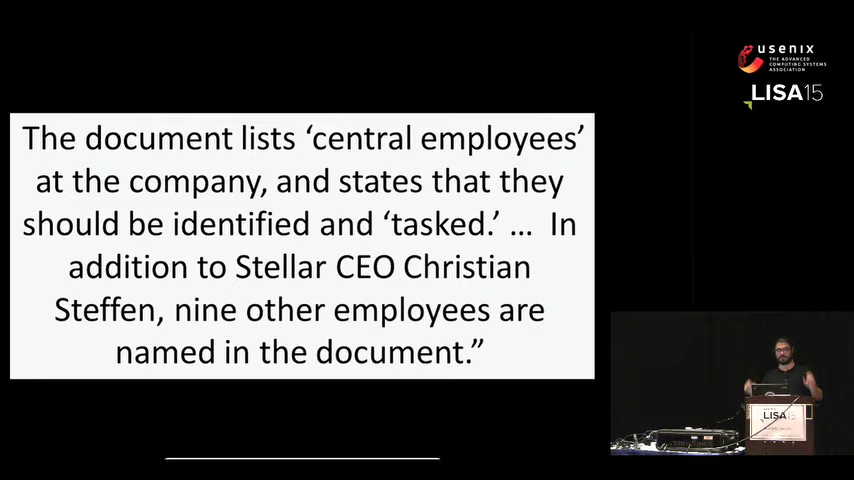 usenix
THE ADVANCED
COMPUTING SYSTEMS
ASSOCIATION
LISA15
The document lists ‘central employees’
at the company, and states that they
should be identified and ‘tasked.’ … In
addition to Stellar CEO Christian
Steffen, nine other employees are
named in the document.”
LISA15